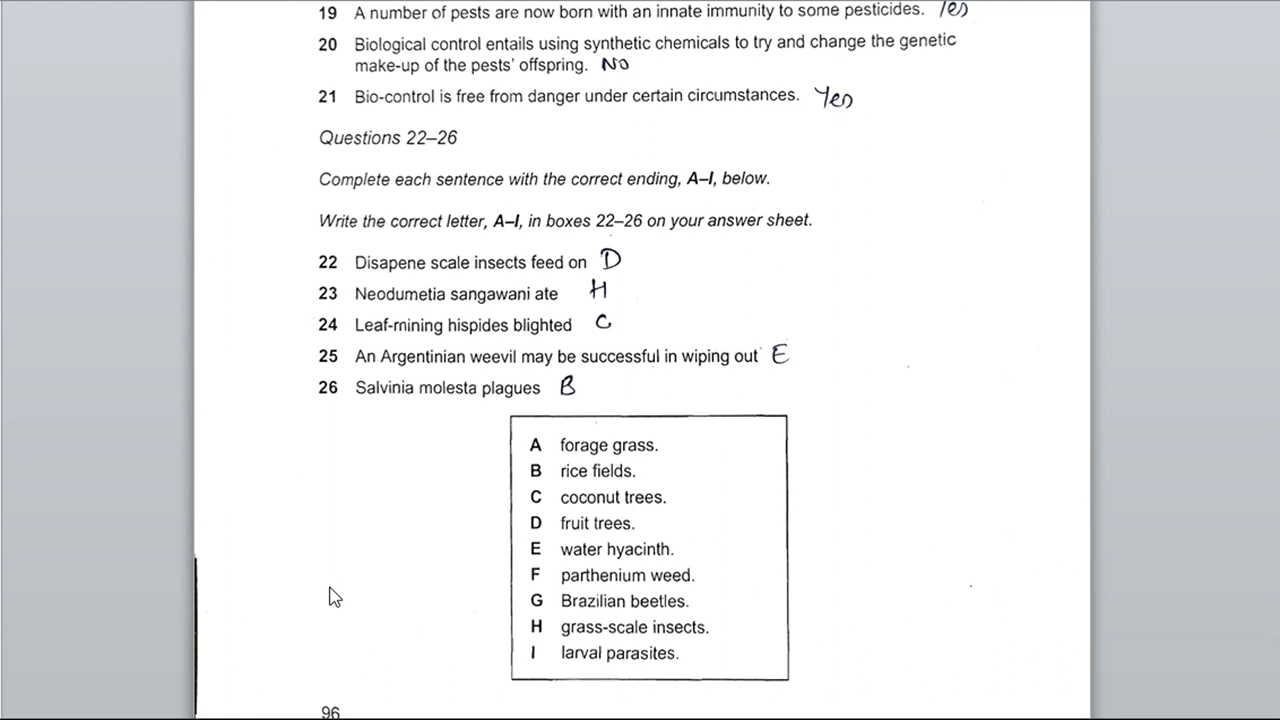 19 A number of pests are now born with an innate immunity to some pesticides. Yes
20 Biological control entails using synthetic chemicals to try and change the genetic
make-up of the pests' offspring. No
21 Bio-control is free from danger under certain circumstances. Yes
Questions 22–26
Complete each sentence with the correct ending, A–I, below.
Write the correct letter, A–I, in boxes 22–26 on your answer sheet.
22 Disapene scale insects feed on D
23 Neodumetia sangawani ate H
24 Leaf-mining hispides blighted C
25 An Argentinian weevil may be successful in wiping out E
26 Salvinia molesta plagues B
A forage grass.
B rice fields.
C coconut trees.
D fruit trees.
E water hyacinth.
F parthenium weed.
G Brazilian beetles.
H grass-scale insects.
I larval parasites.
96